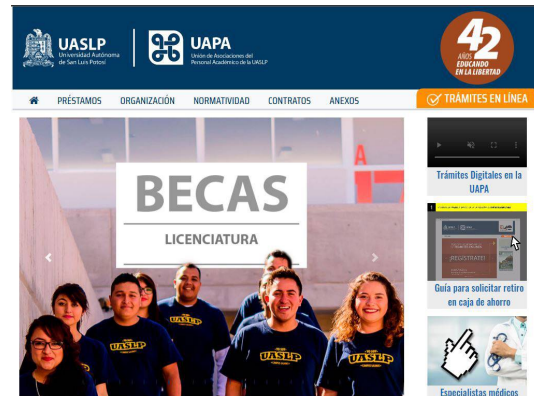 UASLP
Universidad Autónoma
de San Luis Potosí
UAPA
Unión de Asociaciones del
Personal Académico de la UASLP
42
AÑOS
EDUCANDO
EN LA LIBERTAD
PRÉSTAMOS ORGANIZACIÓN NORMATIVIDAD CONTRATOS ANEXOS
TRÁMITES EN LÍNEA
BECAS
LICENCIATURA
A
UASLP
UASLP
UASLP
UASLP
Trámites Digitales en la
UAPA
¡REGÍSTRATE!
Guía para solicitar retiro
en caja de ahorro
Especialistas médicos